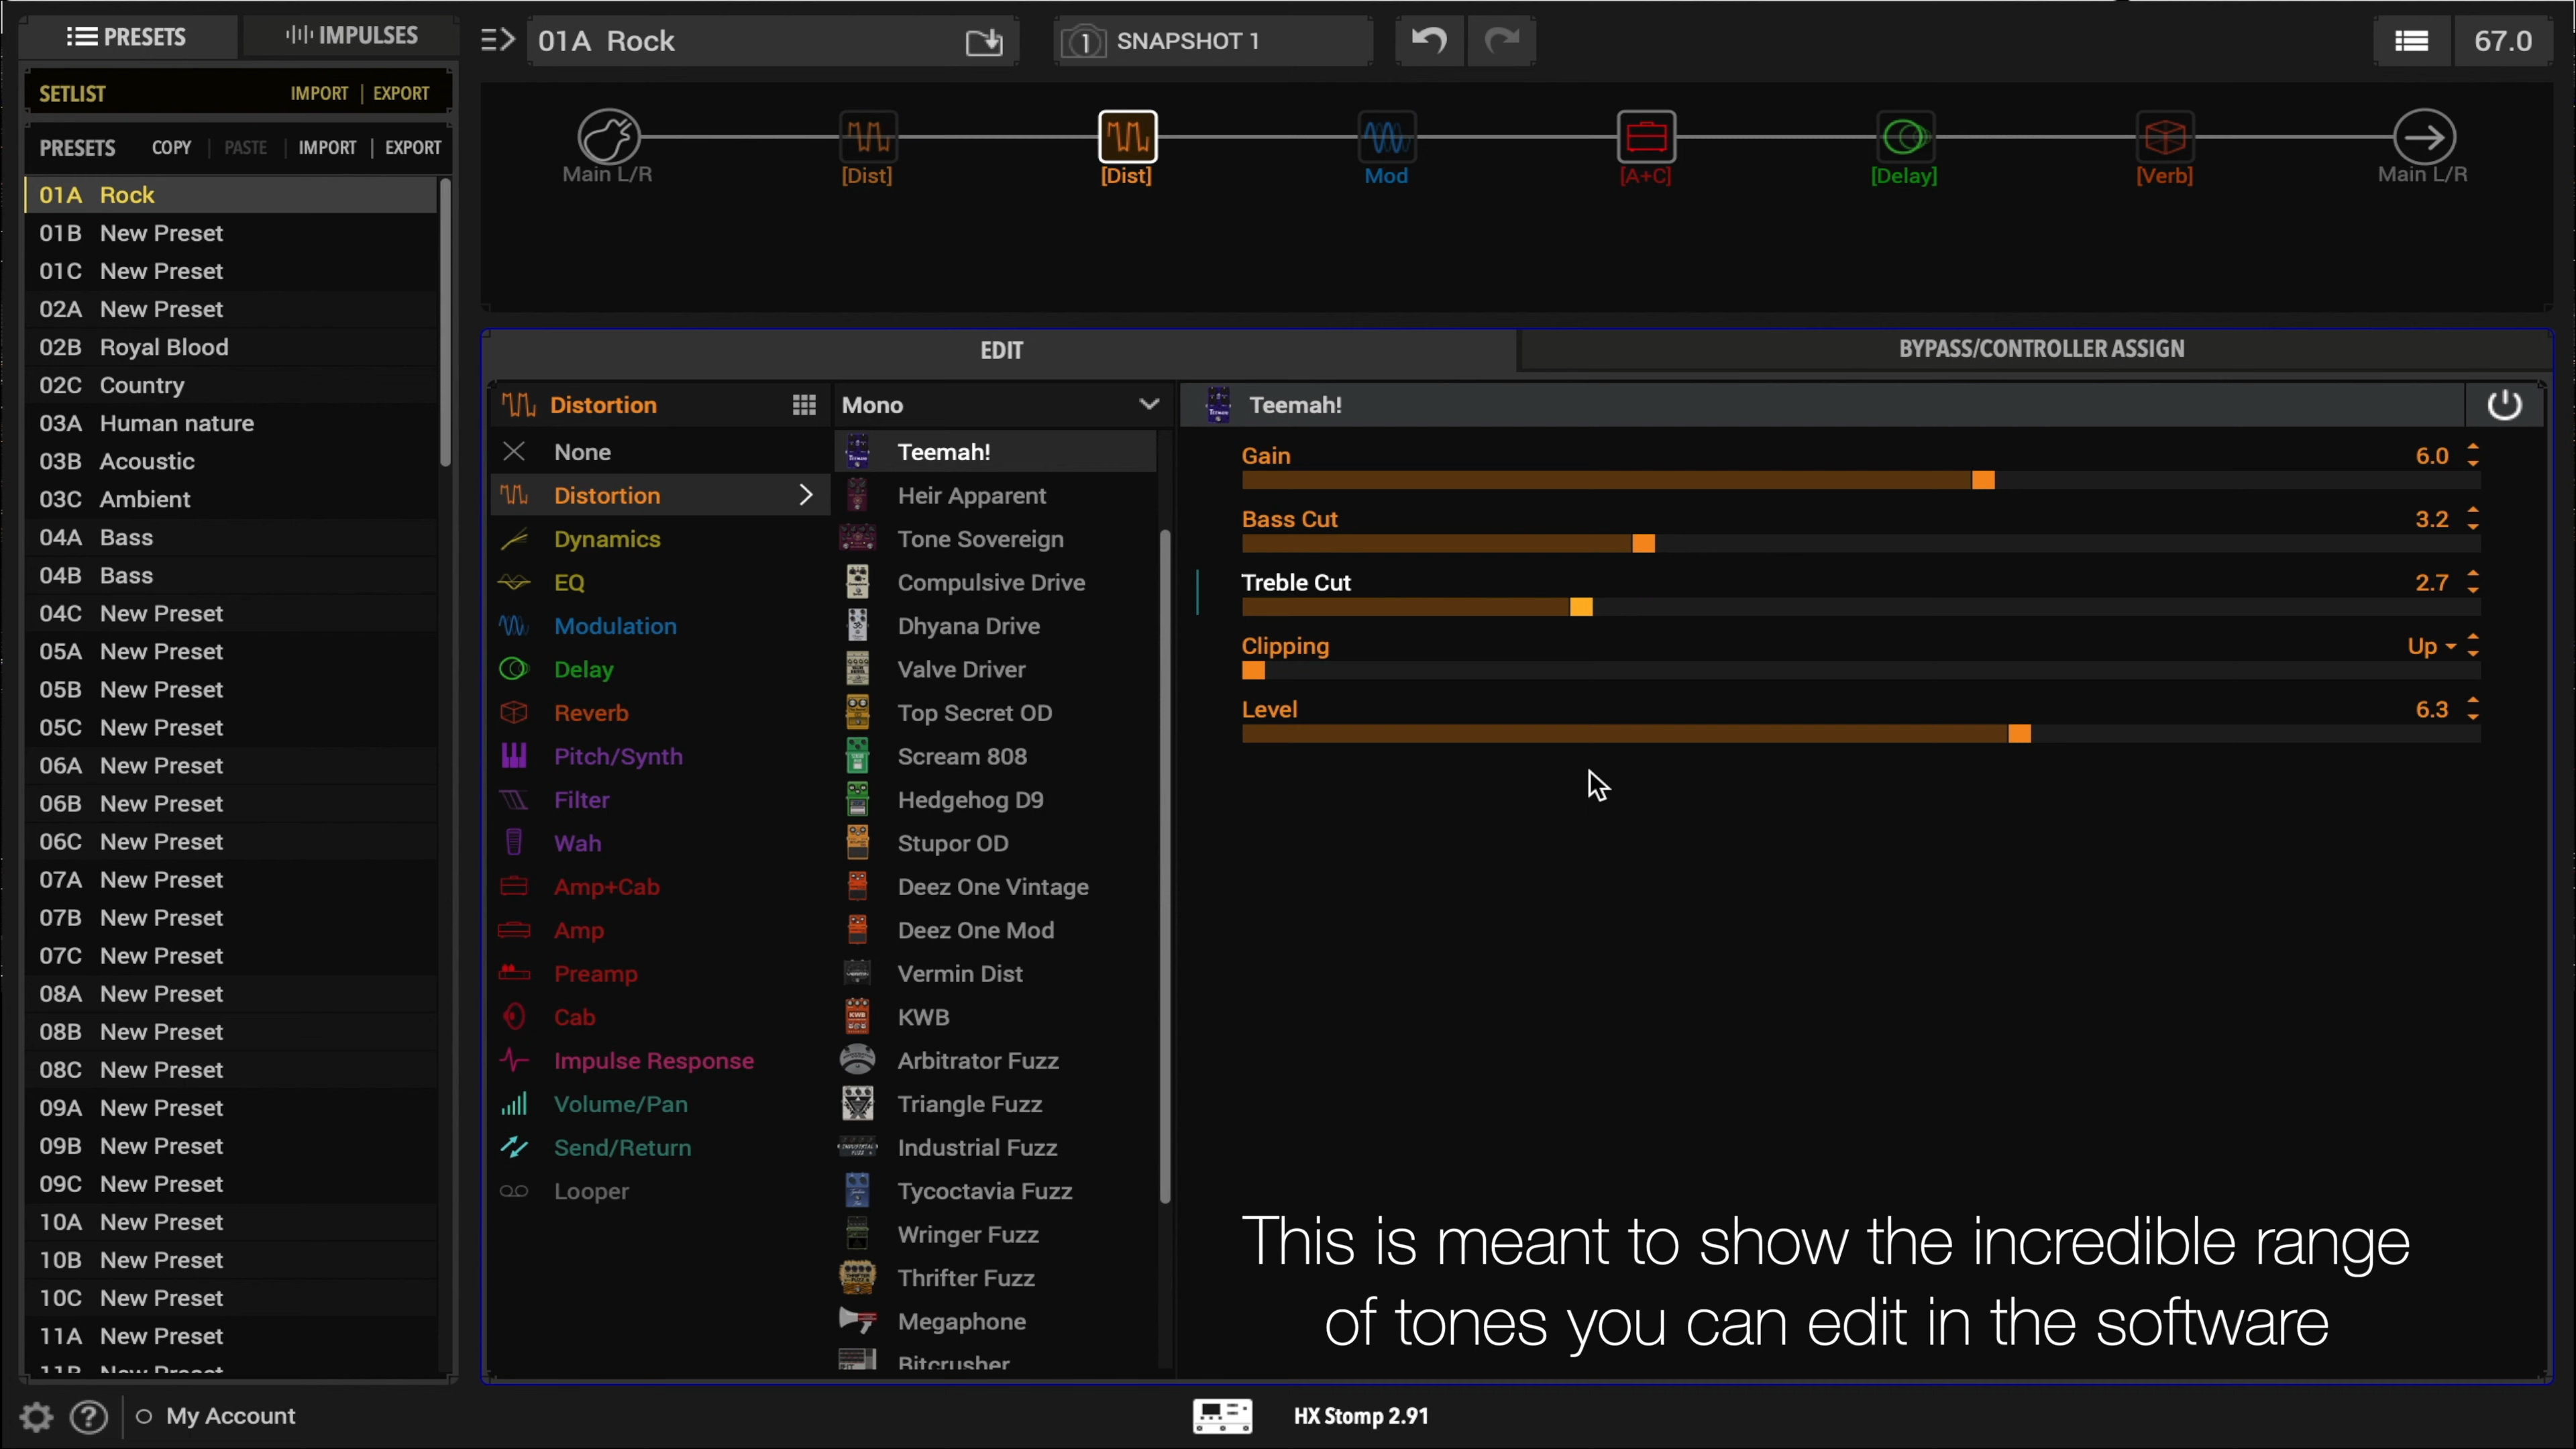 PRESETS
IMPULSES
01A Rock
SNAPSHOT 1
67.0
SETLIST IMPORT | EXPORT
PRESETS COPY | PASTE | IMPORT | EXPORT
01A Rock
01B New Preset
01C New Preset
02A New Preset
02B Royal Blood
02C Country
03A Human nature
03B Acoustic
03C Ambient
04A Bass
04B Bass
04C New Preset
05A New Preset
05B New Preset
05C New Preset
06A New Preset
06B New Preset
06C New Preset
07A New Preset
07B New Preset
07C New Preset
08A New Preset
08B New Preset
08C New Preset
09A New Preset
09B New Preset
09C New Preset
10A New Preset
10B New Preset
10C New Preset
11A New Preset
11B New Preset
Main L/R
[Dist]
[Dist]
Mod
[A+C]
[Delay]
[Verb]
Main L/R
EDIT
BYPASS/CONTROLLER ASSIGN
Distortion
None
Distortion
Dynamics
EQ
Modulation
Delay
Reverb
Pitch/Synth
Filter
Wah
Amp+Cab
Amp
Preamp
Cab
Impulse Response
Volume/Pan
Send/Return
Looper
Mono
Teemah!
Heir Apparent
Tone Sovereign
Compulsive Drive
Dhyana Drive
Valve Driver
Top Secret OD
Scream 808
Hedgehog D9
Stupor OD
Deez One Vintage
Deez One Mod
Vermin Dist
KWB
Arbitrator Fuzz
Triangle Fuzz
Industrial Fuzz
Tycoctavia Fuzz
Wringer Fuzz
Thrifter Fuzz
Megaphone
Bitcrusher
Teemah!
Gain 6.0
Bass Cut 3.2
Treble Cut 2.7
Clipping Up
Level 6.3
This is meant to show the incredible range
of tones you can edit in the software
My Account
HX Stomp 2.91